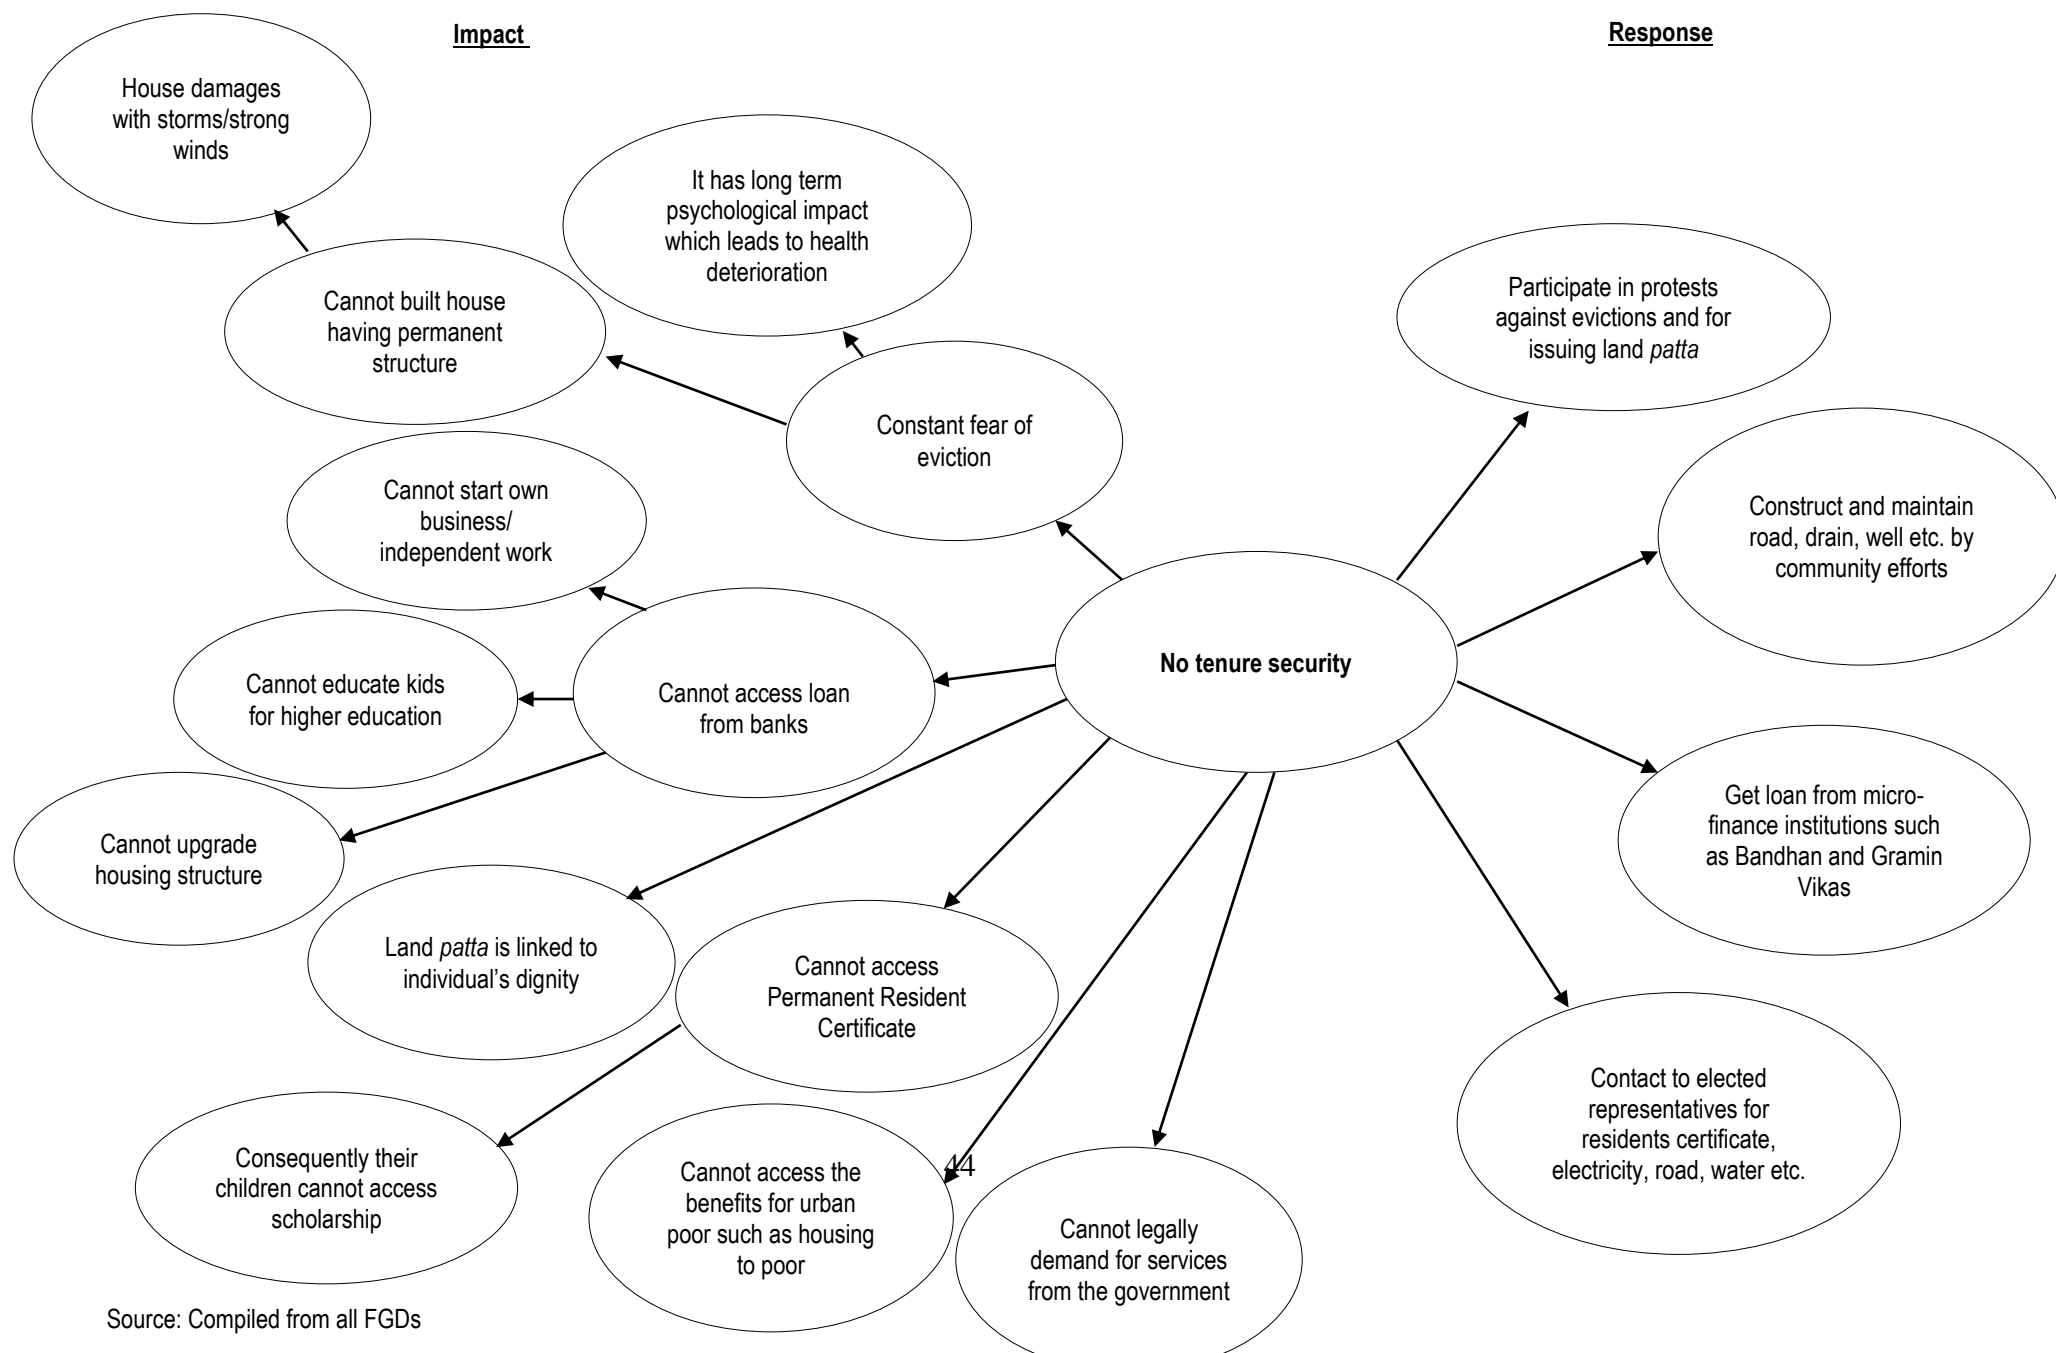 Impact
Response
House damages
with storms/strong
winds
It has long term
psychological impact
which leads to health
deterioration
Cannot built house
having permanent
structure
Participate in protests
against evictions and for
issuing land patta
Constant fear of
eviction
Cannot start own
business/
independent work
Construct and maintain
road, drain, well etc. by
community efforts
No tenure security
Cannot educate kids
for higher education
Cannot access loan
from banks
Cannot upgrade
housing structure
Get loan from micro-
finance institutions such
as Bandhan and Gramin
Vikas
Land patta is linked to
individual’s dignity
Cannot access
Permanent Resident
Certificate
Contact to elected
representatives for
residents certificate,
electricity, road, water etc.
Consequently their
children cannot access
scholarship
Cannot access the
benefits for urban
poor such as housing
to poor
44
Cannot legally
demand for services
from the government
Source: Compiled from all FGDs